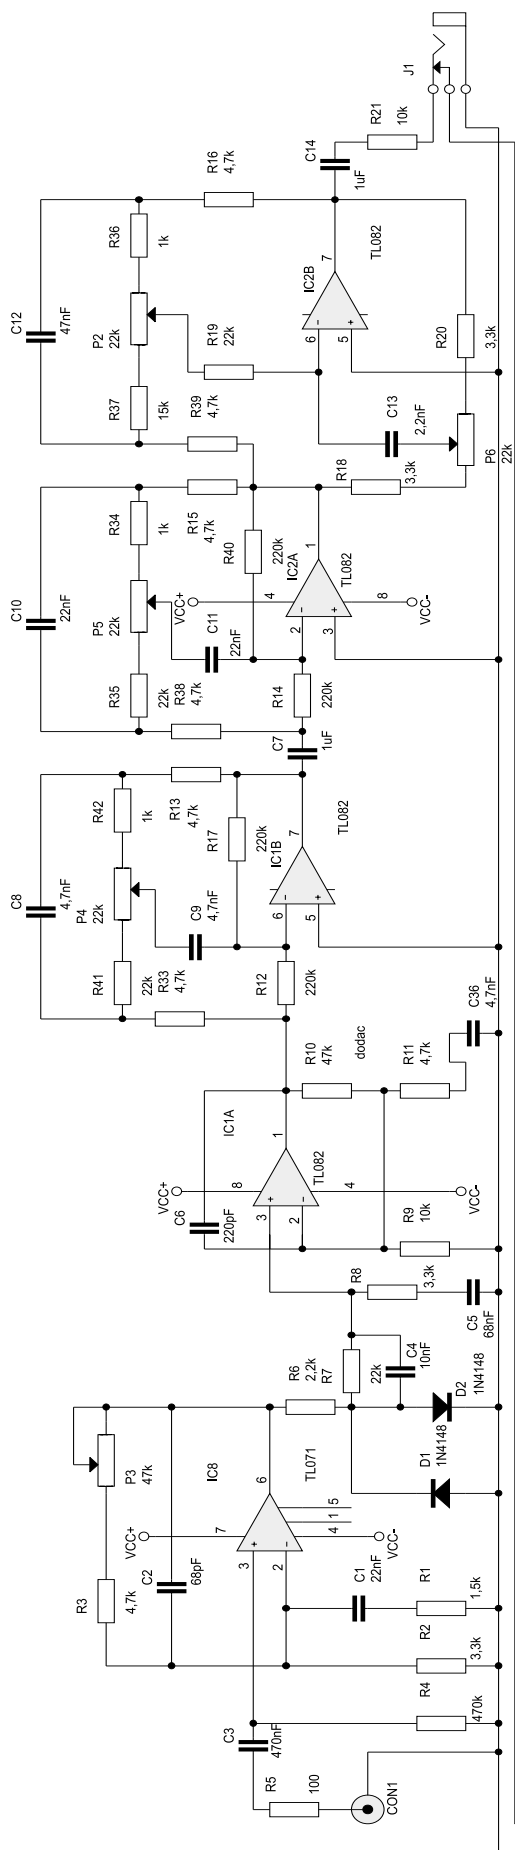 J1
R21
10k
C14
1uF
R16
4,7k
R36
1k
C12
47nF
P2
22k
R19
22k
IC2B
TL082
7
6
5
R37
15k
R39
4,7k
C13
2,2nF
R20
3,3k
P6
22k
R18
3,3k
R34
1k
R15
4,7k
R40
220k
IC2A
TL082
1
C10
22nF
P5
22k
VCC+
4
8
VCC-
C11
22nF
2
3
R35
22k
R38
4,7k
R14
220k
C7
1uF
R42
1k
R13
4,7k
R17
220k
IC1B
TL082
7
C8
4,7nF
P4
22k
C9
4,7nF
6
5
R41
22k
R33
4,7k
R12
220k
C36
4,7nF
R10
47k
dodac
R11
4,7k
IC1A
1
TL082
VCC+
8
4
VCC-
C6
220pF
3
2
R9
10k
R8
3,3k
C5
68nF
R6
2,2k
R7
22k
C4
10nF
D2
1N4148
D1
1N4148
P3
47k
IC8
6
TL071
VCC+
7
5
1
4
VCC-
3
2
R3
4,7k
C2
68pF
C1
22nF
R1
1,5k
R2
3,3k
R4
470k
C3
470nF
R5
100
CON1